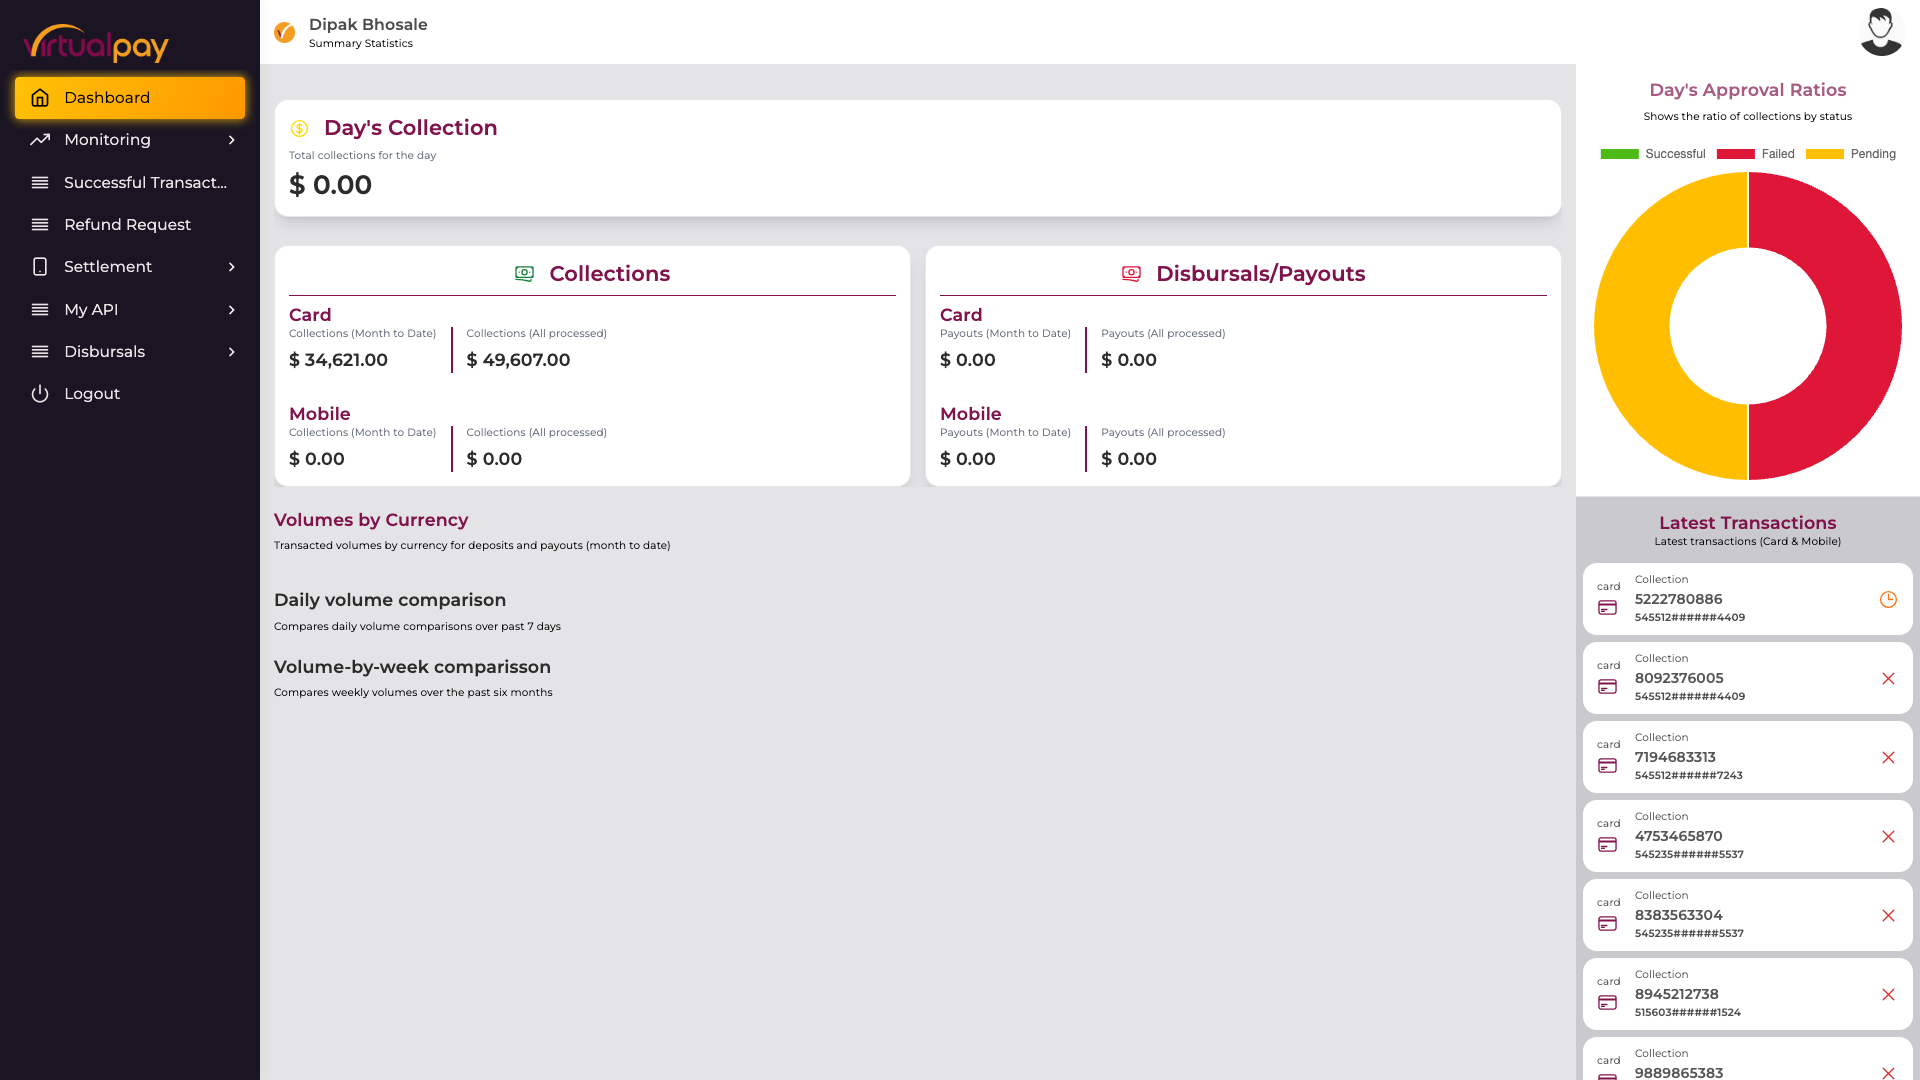 virtualpay
Dashboard
Monitoring
Successful Transact...
Refund Request
Settlement
My API
Disbursals
Logout
Dipak Bhosale
Summary Statistics
Day's Collection
Total collections for the day
$ 0.00
Collections
Card
Collections (Month to Date)
$ 34,621.00
Collections (All processed)
$ 49,607.00
Mobile
Collections (Month to Date)
$ 0.00
Collections (All processed)
$ 0.00
Disbursals/Payouts
Card
Payouts (Month to Date)
$ 0.00
Payouts (All processed)
$ 0.00
Mobile
Payouts (Month to Date)
$ 0.00
Payouts (All processed)
$ 0.00
Volumes by Currency
Transacted volumes by currency for deposits and payouts (month to date)
Daily volume comparison
Compares daily volume comparisons over past 7 days
Volume-by-week comparisson
Compares weekly volumes over the past six months
Day's Approval Ratios
Shows the ratio of collections by status
Successful Failed Pending
Latest Transactions
Latest transactions (Card & Mobile)
card
Collection
5222780886
545512######4409
card
Collection
8092376005
545512######4409
card
Collection
7194683313
545512######7243
card
Collection
4753465870
545235######5537
card
Collection
8383563304
545235######5537
card
Collection
8945212738
515603######1524
card
Collection
9889865383